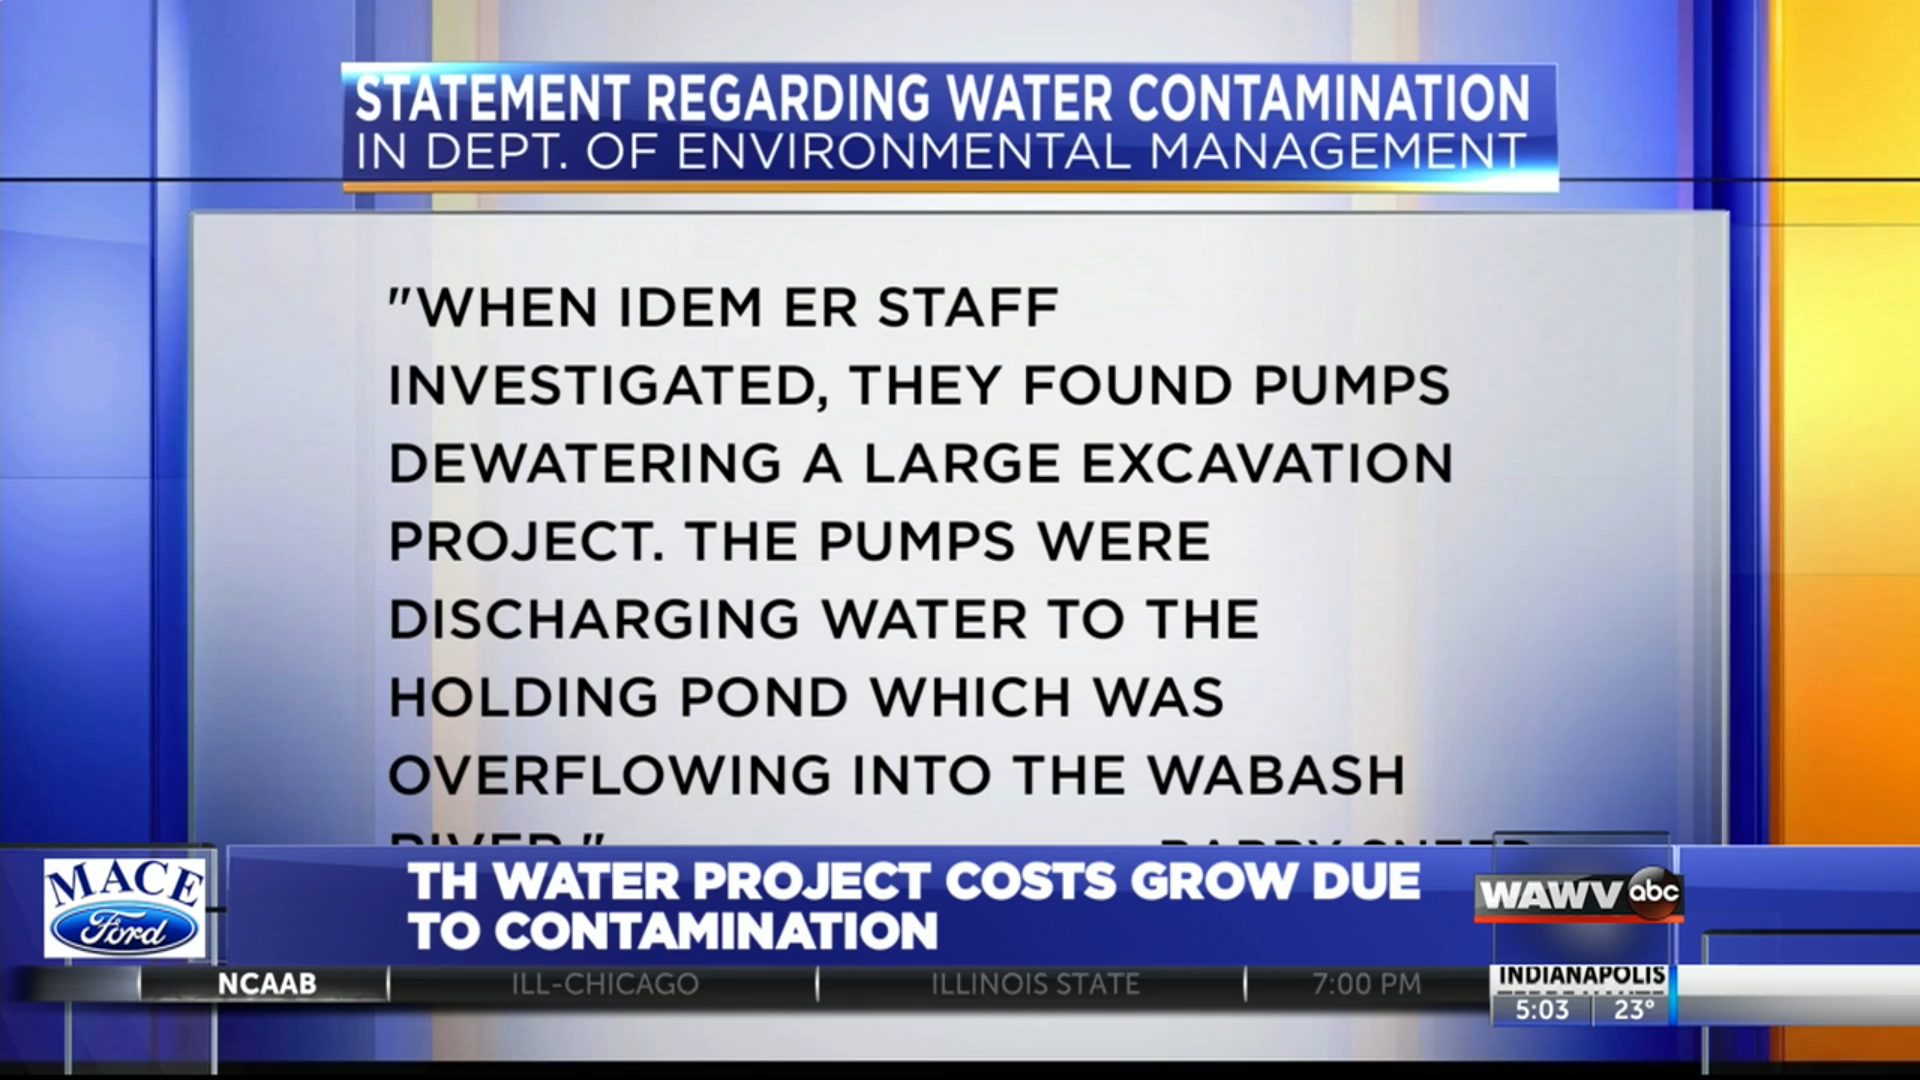 STATEMENT REGARDING WATER CONTAMINATION
IN DEPT. OF ENVIRONMENTAL MANAGEMENT
"WHEN IDEM ER STAFF
INVESTIGATED, THEY FOUND PUMPS
DEWATERING A LARGE EXCAVATION
PROJECT. THE PUMPS WERE
DISCHARGING WATER TO THE
HOLDING POND WHICH WAS
OVERFLOWING INTO THE WABASH
RIVER."
MACE
Ford
TH WATER PROJECT COSTS GROW DUE
TO CONTAMINATION
WAWV abc
NCAAB ILL-CHICAGO ILLINOIS STATE 7:00 PM
INDIANAPOLIS
5:03 23°